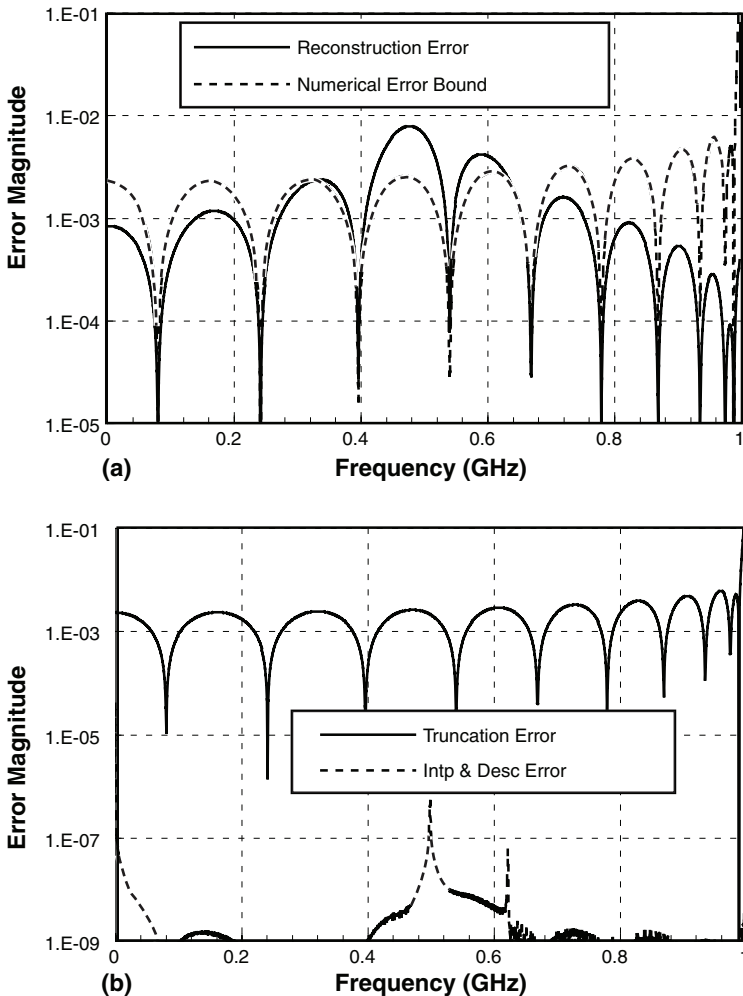 1.E-01
Reconstruction Error
Numerical Error Bound
1.E-02
1.E-03
1.E-04
1.E-05
Error Magnitude
0
0.2
0.4
0.6
0.8
1
(a)
Frequency (GHz)
1.E-01
1.E-03
1.E-05
1.E-07
1.E-09
Error Magnitude
Truncation Error
Intp & Desc Error
0
0.2
0.4
0.6
0.8
1
(b)
Frequency (GHz)